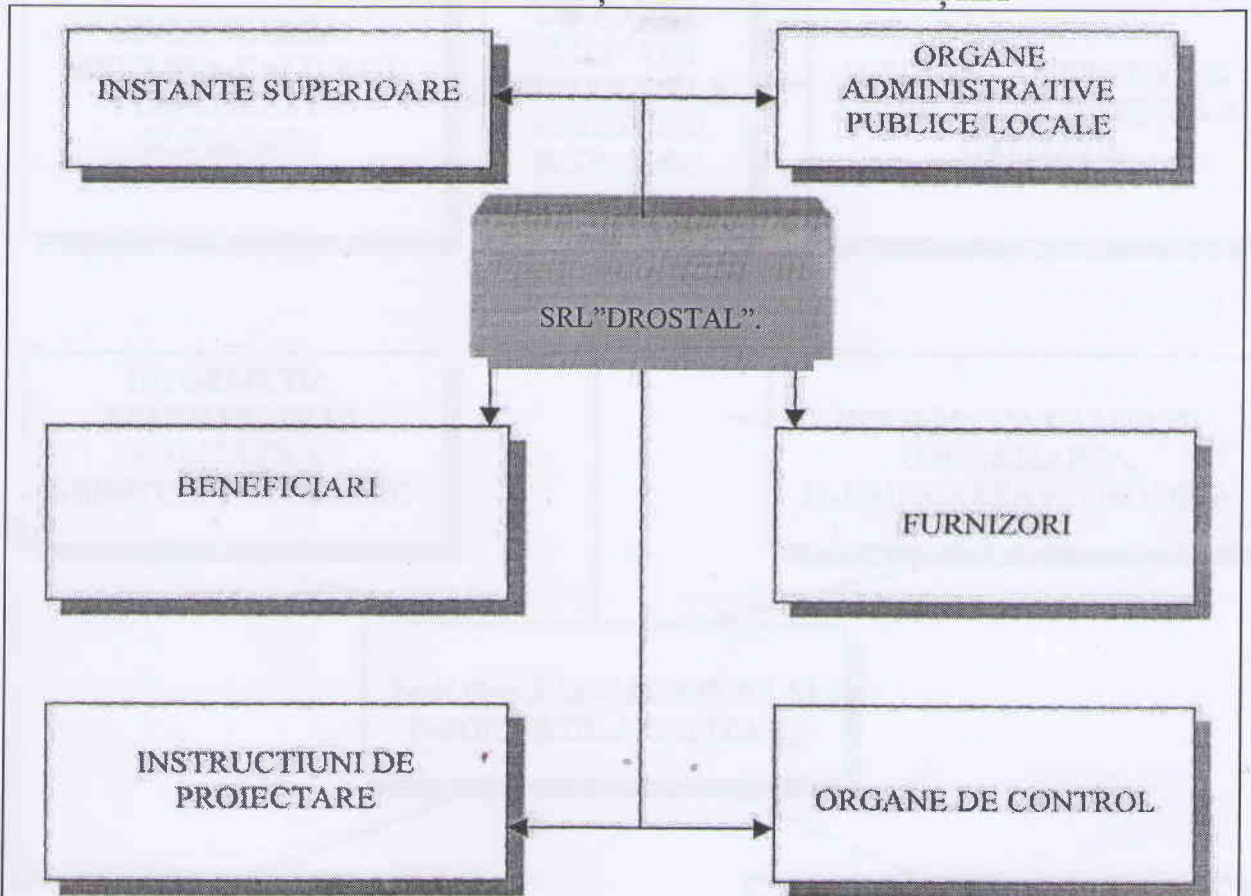 INSTANTE SUPERIOARE
ORGANE
ADMINISTRATIVE
PUBLICE LOCALE
SRL”DROSTAL”.
BENEFICIARI
FURNIZORI
INSTRUCTIUNI DE
PROIECTARE
ORGANE DE CONTROL